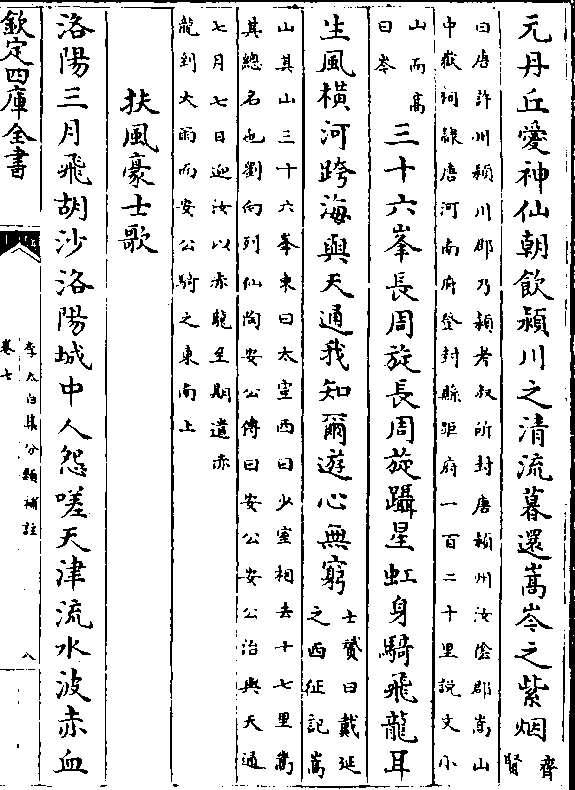 元丹丘愛神仙朝飲潁川之清流暮還嵩岑之紫烟齊賢
曰唐許川潁川郡乃潁考叔所封唐潁州汝陰郡嵩山
中嶽祠𨽻唐河南府登封縣距府一百二十里説文小
山而高曰岑三十六峯長周旋長周旋躡星虹身騎飛龍耳
生風橫河跨海與天通我知爾遊心無窮士贇曰戴延之西征記嵩
山其山三十六峯東曰太室西曰少室相去十七里嵩
其總名也劉向列仙陶安公傳曰安公安公冶與天通
七月七日迎汝以赤龍至期遣赤
龍到大雨而安公騎之東南上
扶風豪士歌
洛陽三月飛胡沙洛陽城中人怨嗟天津流水波赤血
欽定四庫全書
李太白集分類補註
卷七
八